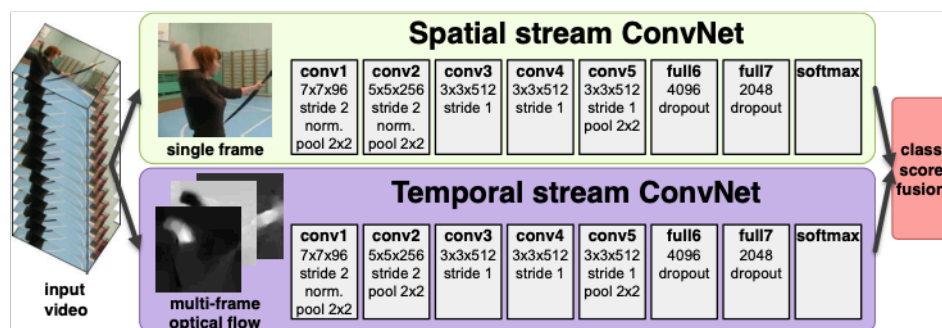 Spatial stream ConvNet
conv1
7x7x96
stride 2
norm.
pool 2x2
conv2
5x5x256
stride 2
norm.
pool 2x2
conv3
3x3x512
stride 1
conv4
3x3x512
stride 1
conv5
3x3x512
stride 1
pool 2x2
full6
4096
dropout
full7
2048
dropout
softmax
single frame
Temporal stream ConvNet
conv1
7x7x96
stride 2
norm.
pool 2x2
conv2
5x5x256
stride 2
pool 2x2
conv3
3x3x512
stride 1
conv4
3x3x512
stride 1
conv5
3x3x512
stride 1
pool 2x2
full6
4096
dropout
full7
2048
dropout
softmax
input
video
multi-frame
optical flow
class
score
fusion